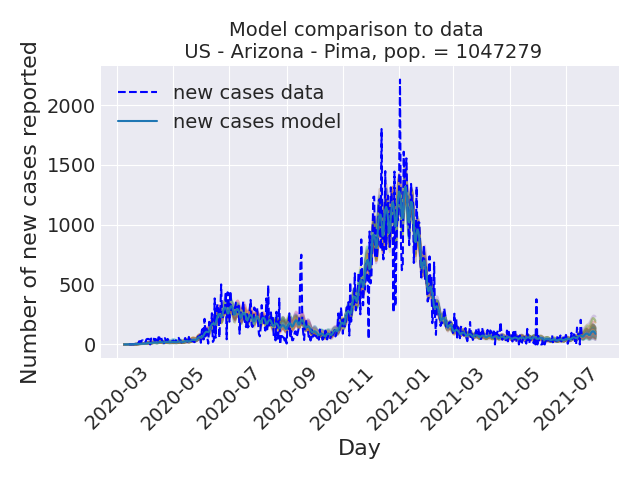 Model comparison to data
US - Arizona - Pima, pop. = 1047279
Number of new cases reported
2000
1500
1000
500
0
new cases data
new cases model
2020-03
2020-05
2020-07
2020-09
2020-11
2021-01
2021-03
2021-05
2021-07
Day